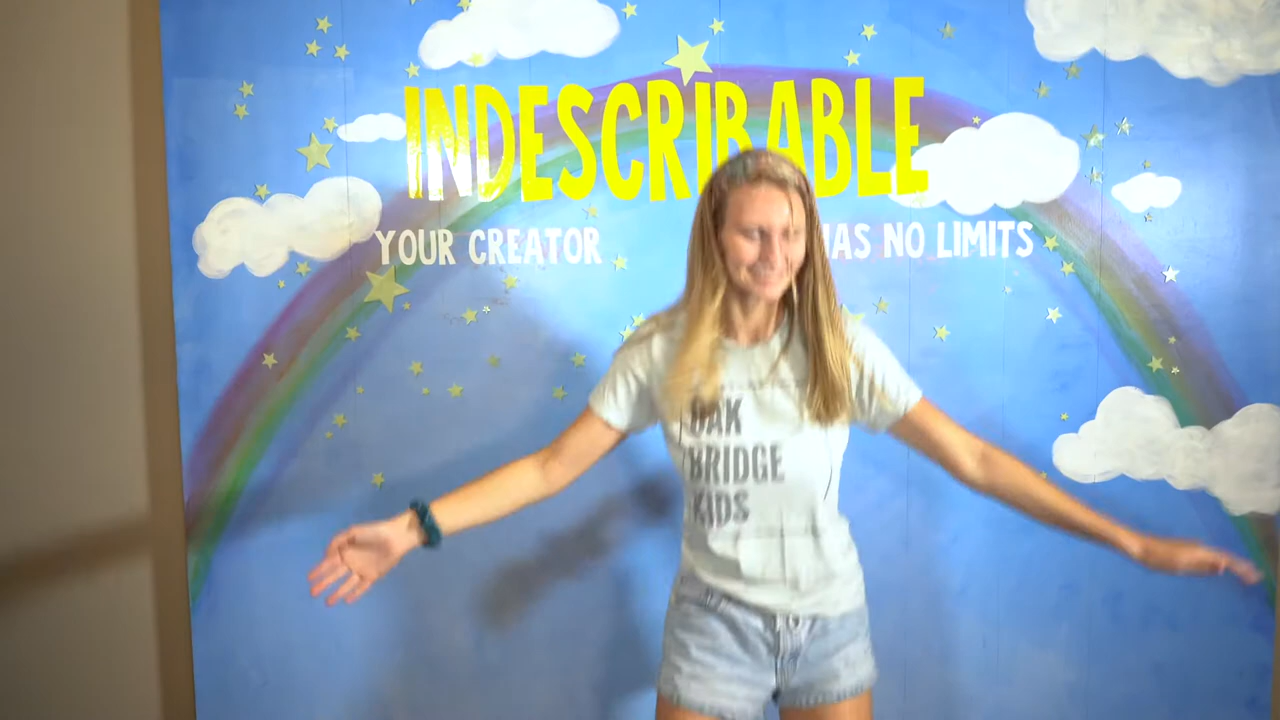 INDESCRIBABLE
YOUR CREATOR HAS NO LIMITS
OAK
BRIDGE
KIDS